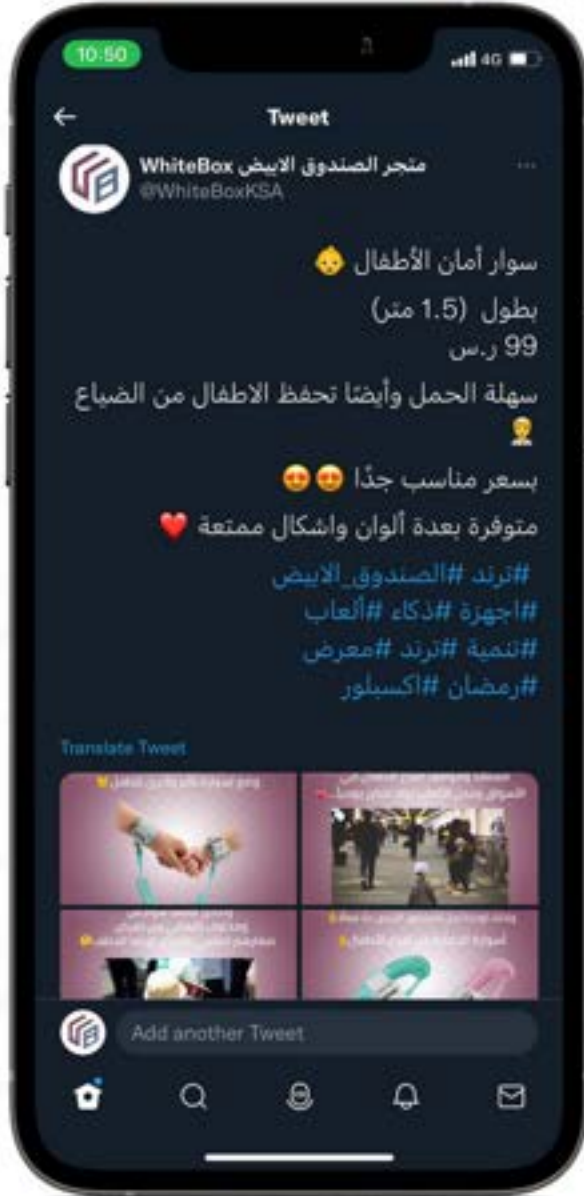 10:50
4G
Tweet
متجر الصندوق الابيض WhiteBox
@WhiteBoxKSA
سوار أمان الأطفال 👶
بطول (1.5 متر)
99 ر.س
سهلة الحمل وأيضًا تحفظ الاطفال من الضياع
بسعر مناسب جدًا 😍😍
متوفرة بعدة ألوان واشكال ممتعة ❤️
#ترند #الصندوق_الابيض
#اجهزة #ذكاء #ألعاب
#تنمية #ترند #معرض
#رمضان #اكسبلور
Translate Tweet
Add another Tweet